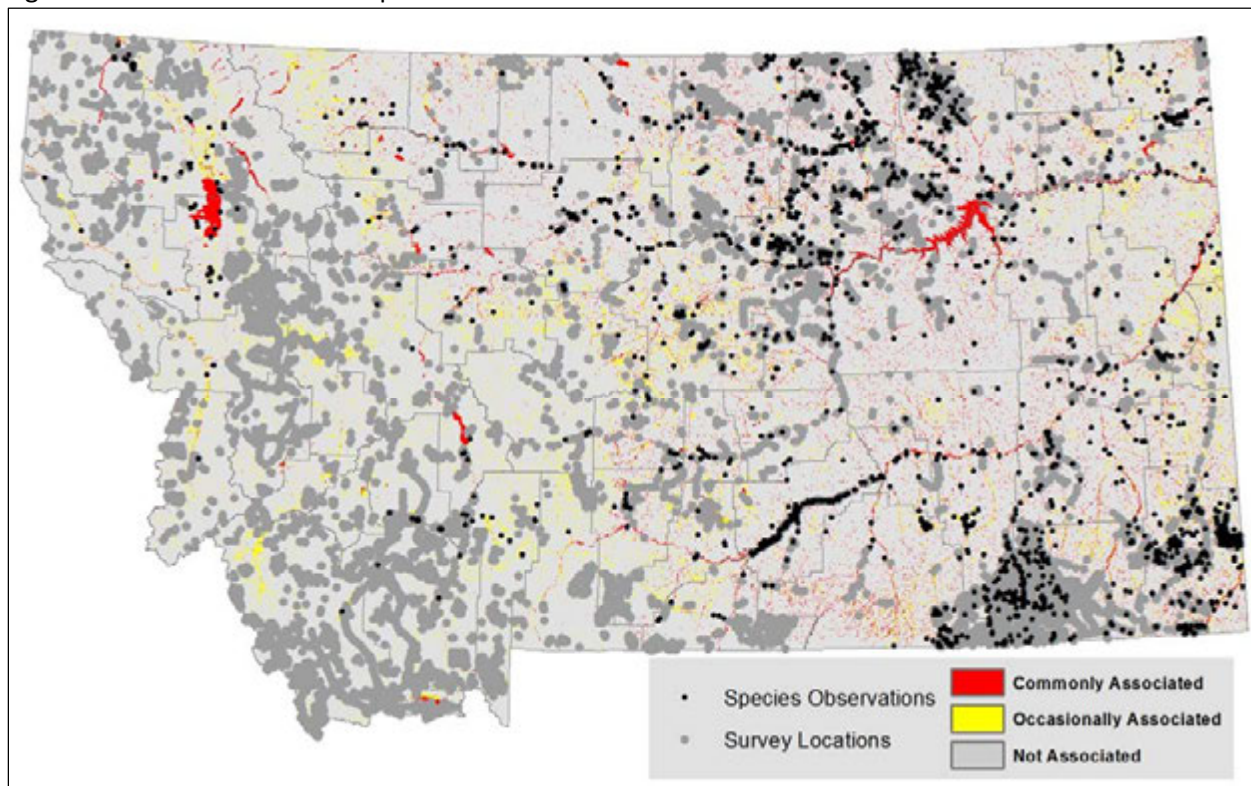 Species Observations
Survey Locations
Commonly Associated
Occasionally Associated
Not Associated